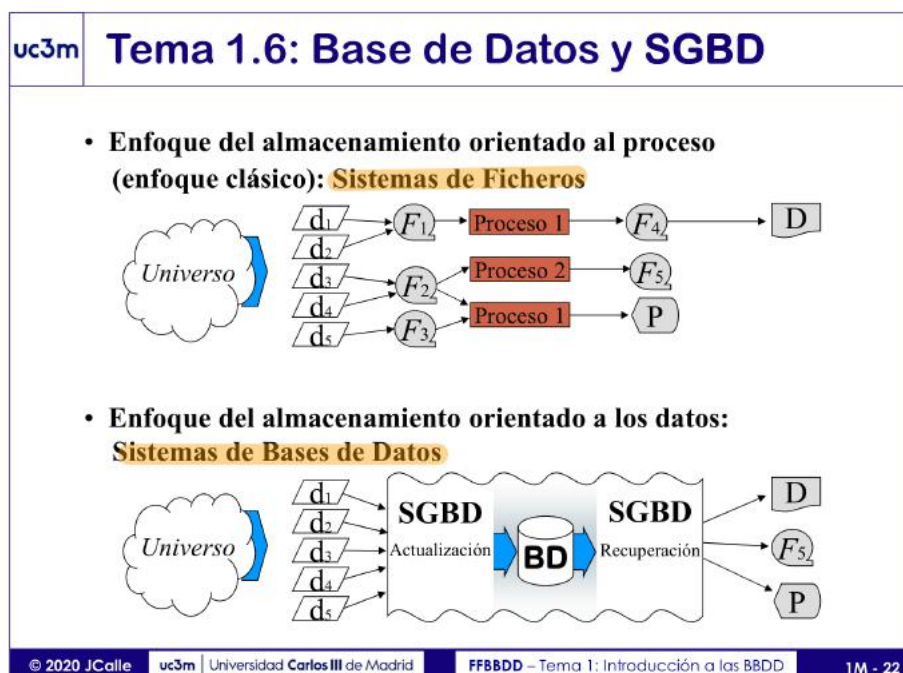 uc3m
Tema 1.6: Base de Datos y SGBD
• Enfoque del almacenamiento orientado al proceso
(enfoque clásico): Sistemas de Ficheros
Universo
d1
d2
d3
d4
d5
F1
F2
F3
Proceso 1
Proceso 2
Proceso 1
F4
F5
D
P
• Enfoque del almacenamiento orientado a los datos:
Sistemas de Bases de Datos
Universo
d1
d2
d3
d4
d5
SGBD
Actualización
BD
SGBD
Recuperación
D
F5
P
© 2020 JCalle
uc3m | Universidad Carlos III de Madrid
FFBBDD – Tema 1: Introducción a las BBDD
1M - 22